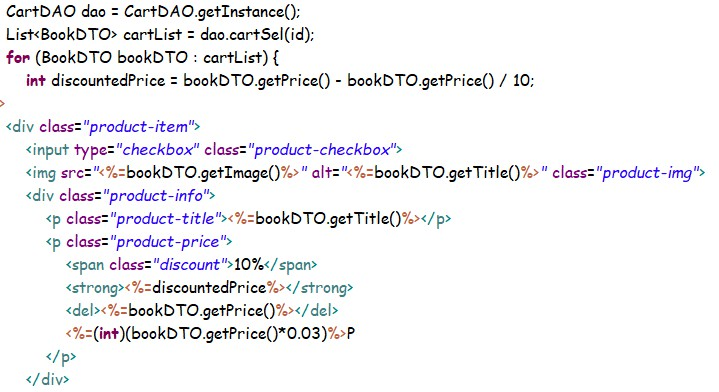 CartDAO dao = CartDAO.getInstance();
List<BookDTO> cartList = dao.cartSel(id);
for (BookDTO bookDTO : cartList) {
int discountedPrice = bookDTO.getPrice() - bookDTO.getPrice() / 10;
>
<div class="product-item">
<input type="checkbox" class="product-checkbox">
<img src="<%=bookDTO.getImage()%>" alt="<%=bookDTO.getTitle()%>" class="product-img">
<div class="product-info">
<p class="product-title"><%=bookDTO.getTitle()%></p>
<p class="product-price">
<span class="discount">10%</span>
<strong><%=discountedPrice%></strong>
<del><%=bookDTO.getPrice()%></del>
<%=(int)(bookDTO.getPrice()*0.03)%>P
</p>
</div>